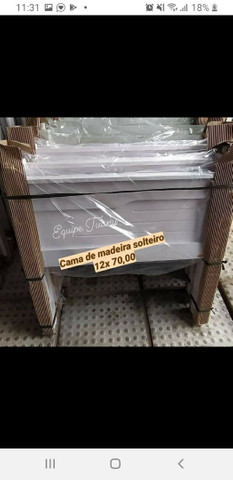 11:31
18%
Equipe
Cama de madeira solteiro
12x 70,00